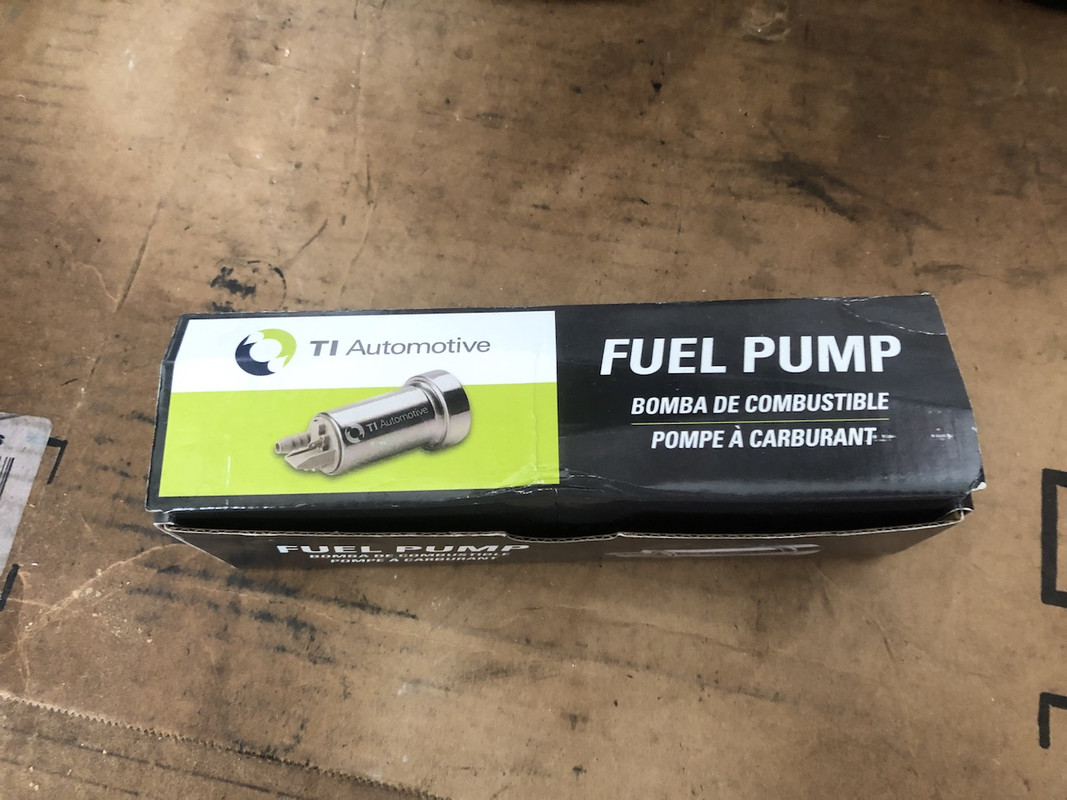 TI Automotive
TI Automotive
FUEL PUMP
BOMBA DE COMBUSTIBLE
POMPE À CARBURANT
FUEL PUMP
BOMBA DE COMBUSTIBLE
POMPE À CARBURANT